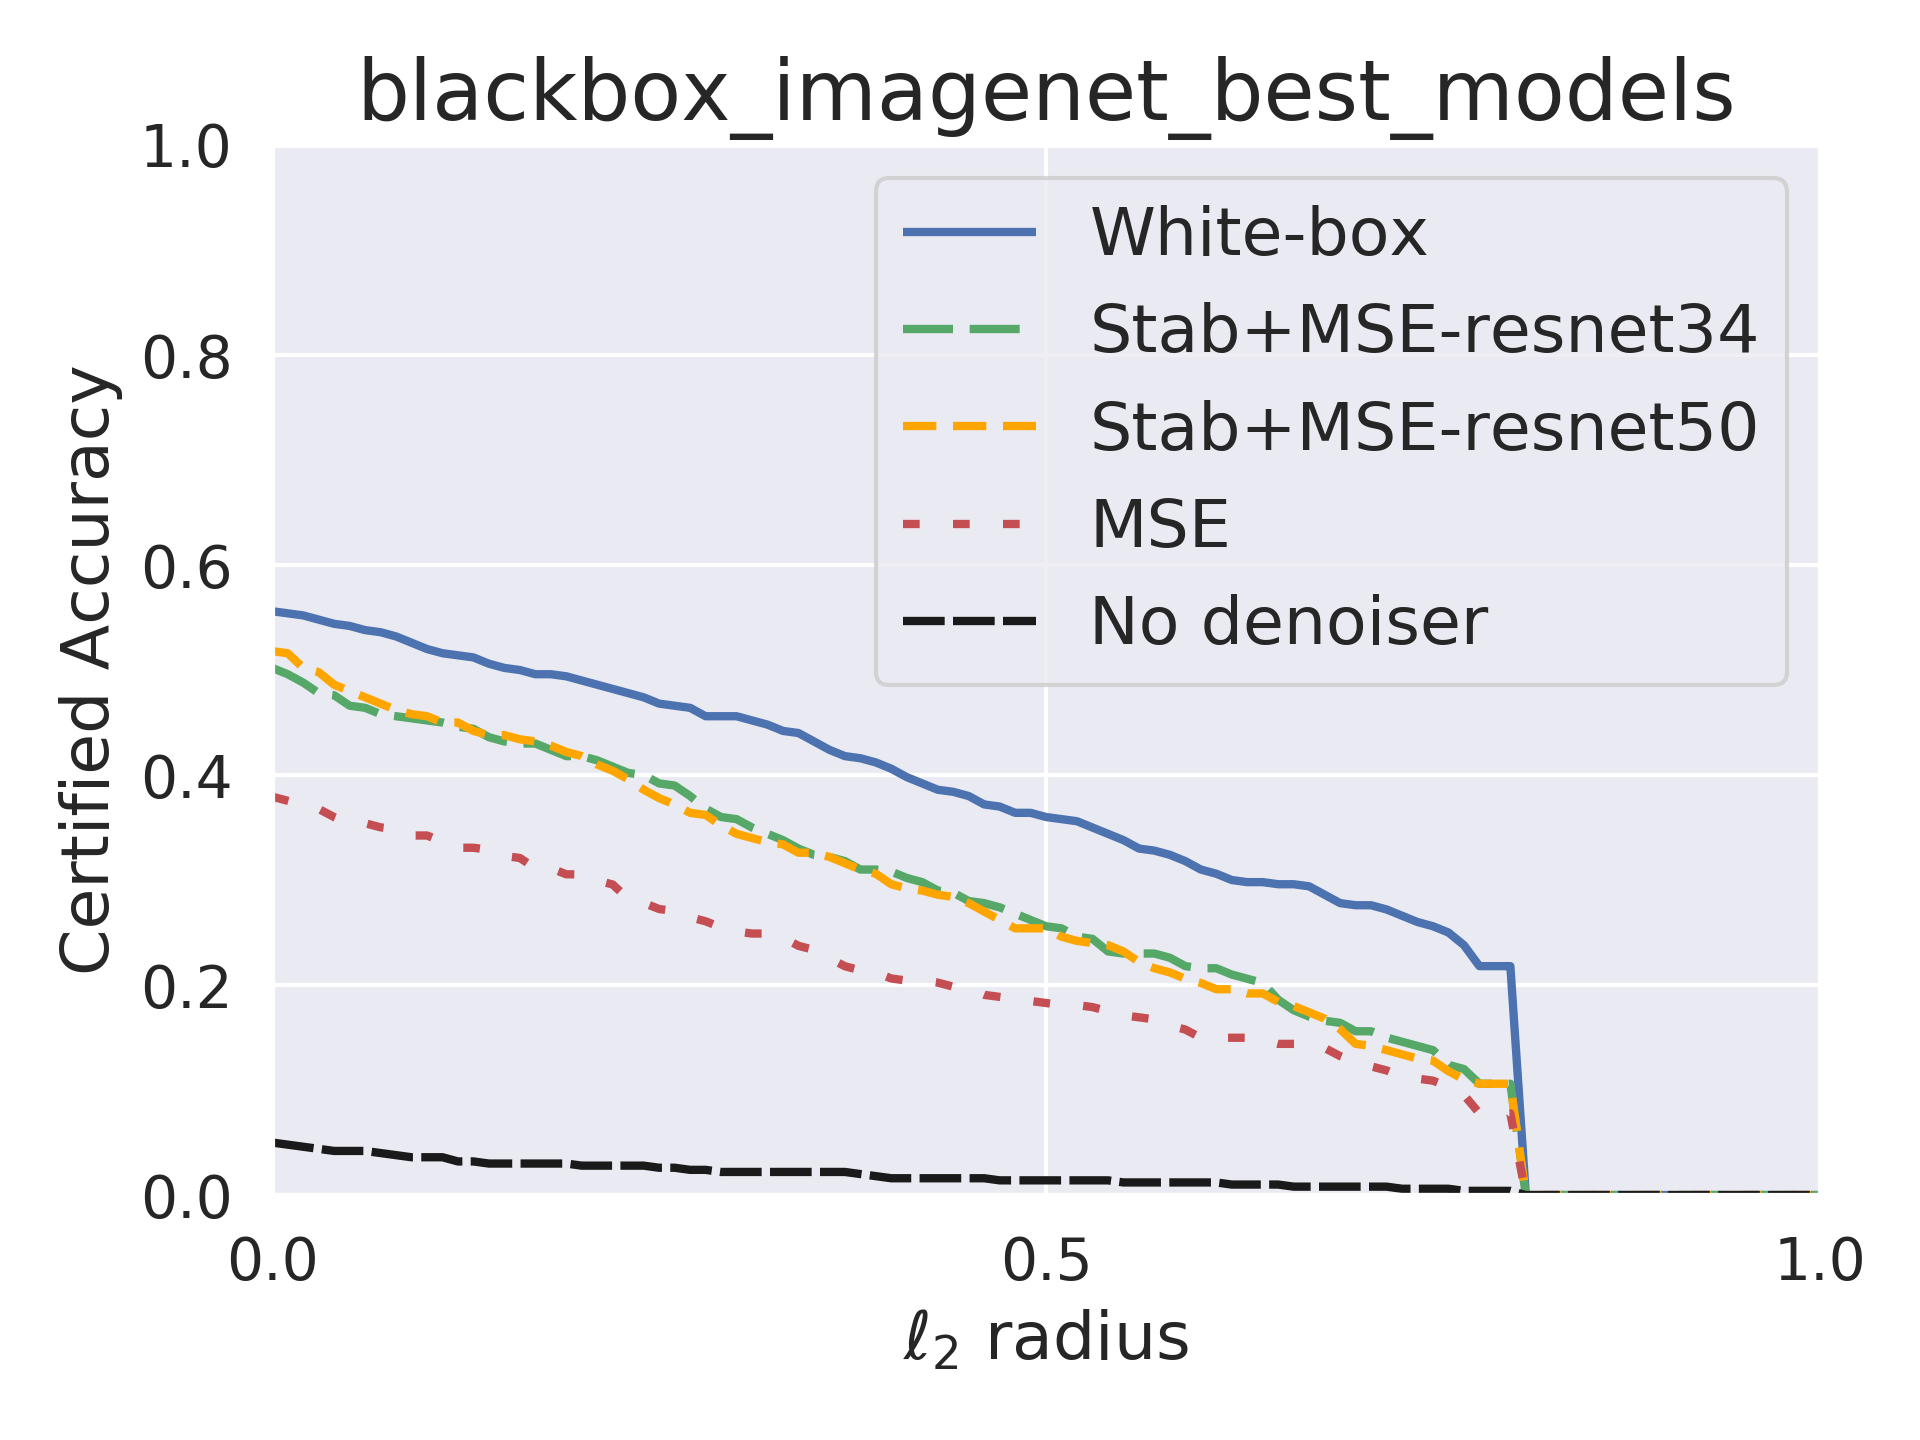 blackbox_imagenet_best_models
1.0
0.8
0.6
0.4
0.2
0.0
Certified Accuracy
White-box
Stab+MSE-resnet34
Stab+MSE-resnet50
MSE
No denoiser
0.0 0.5 1.0
ℓ₂ radius